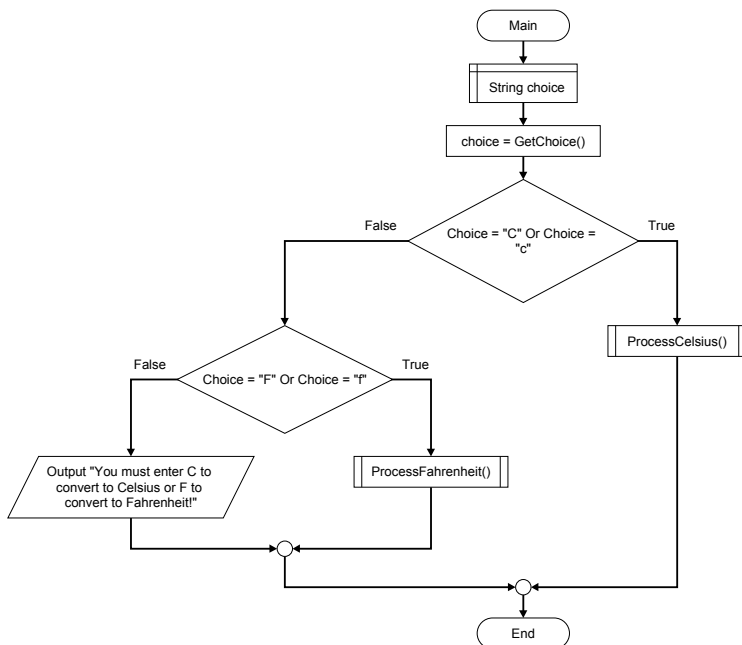 Main
String choice
choice = GetChoice()
False
True
Choice = "C" Or Choice =
"c"
ProcessCelsius()
False
True
Choice = "F" Or Choice = "f"
Output "You must enter C to
convert to Celsius or F to
convert to Fahrenheit!"
ProcessFahrenheit()
End